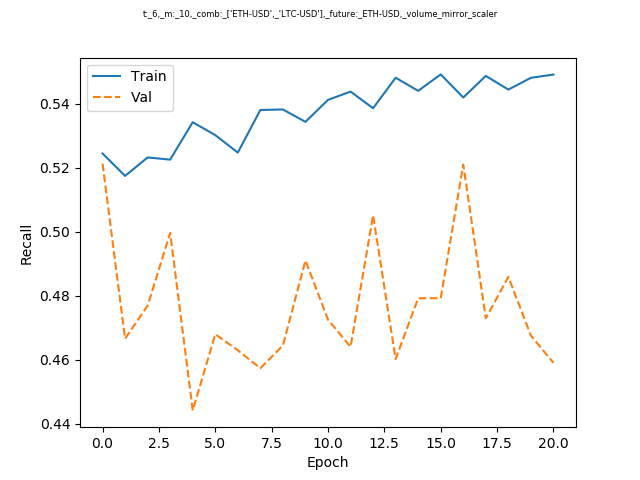 t:_6,_m:_10,_comb:_['ETH-USD',_'LTC-USD'],_future:_ETH-USD,_volume_mirror_scaler
Train
Val
0.54
0.52
0.50
0.48
0.46
0.44
Recall
0.0 2.5 5.0 7.5 10.0 12.5 15.0 17.5 20.0
Epoch